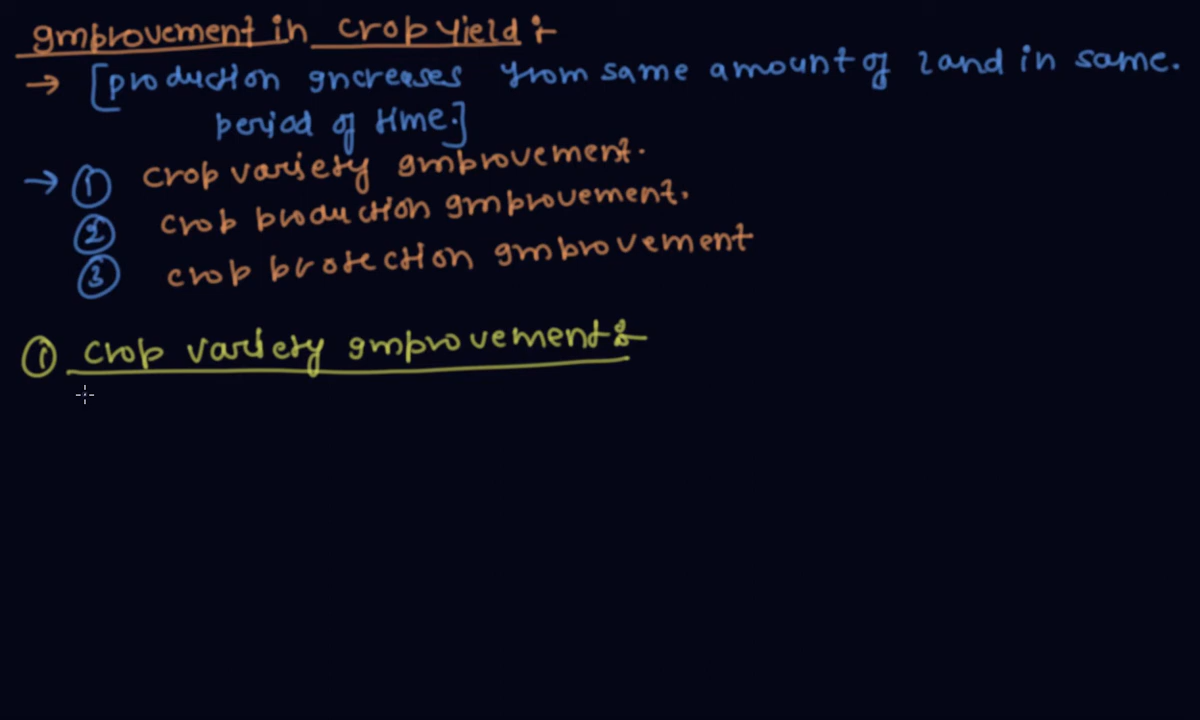 Improvement in Crop Yield :-
→ [Production Increases from same amount of land in same.
period of time.]
→ ① Crop variety Improvement.
② Crop production Improvement.
③ Crop protection Improvement
① Crop variety Improvement :-